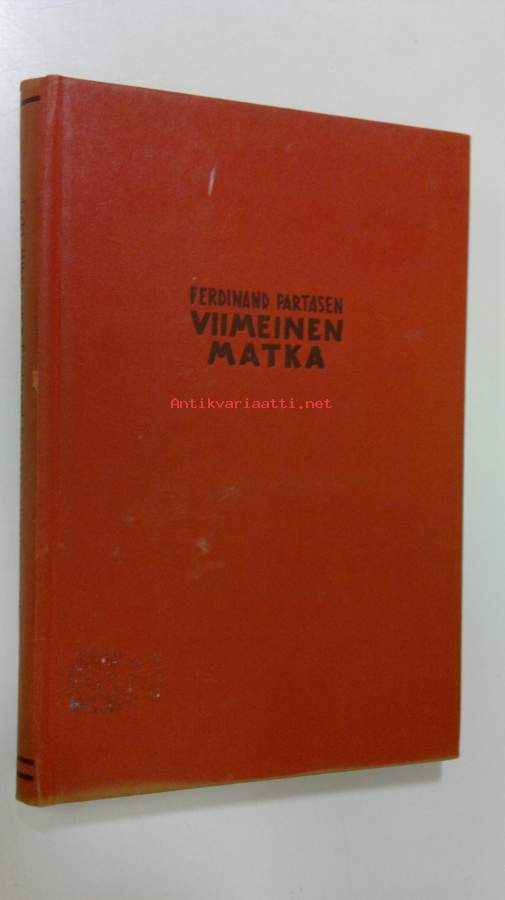 FERDINAND PARTASEN
VIIMEINEN
MATKA
Antikvariaatti.net